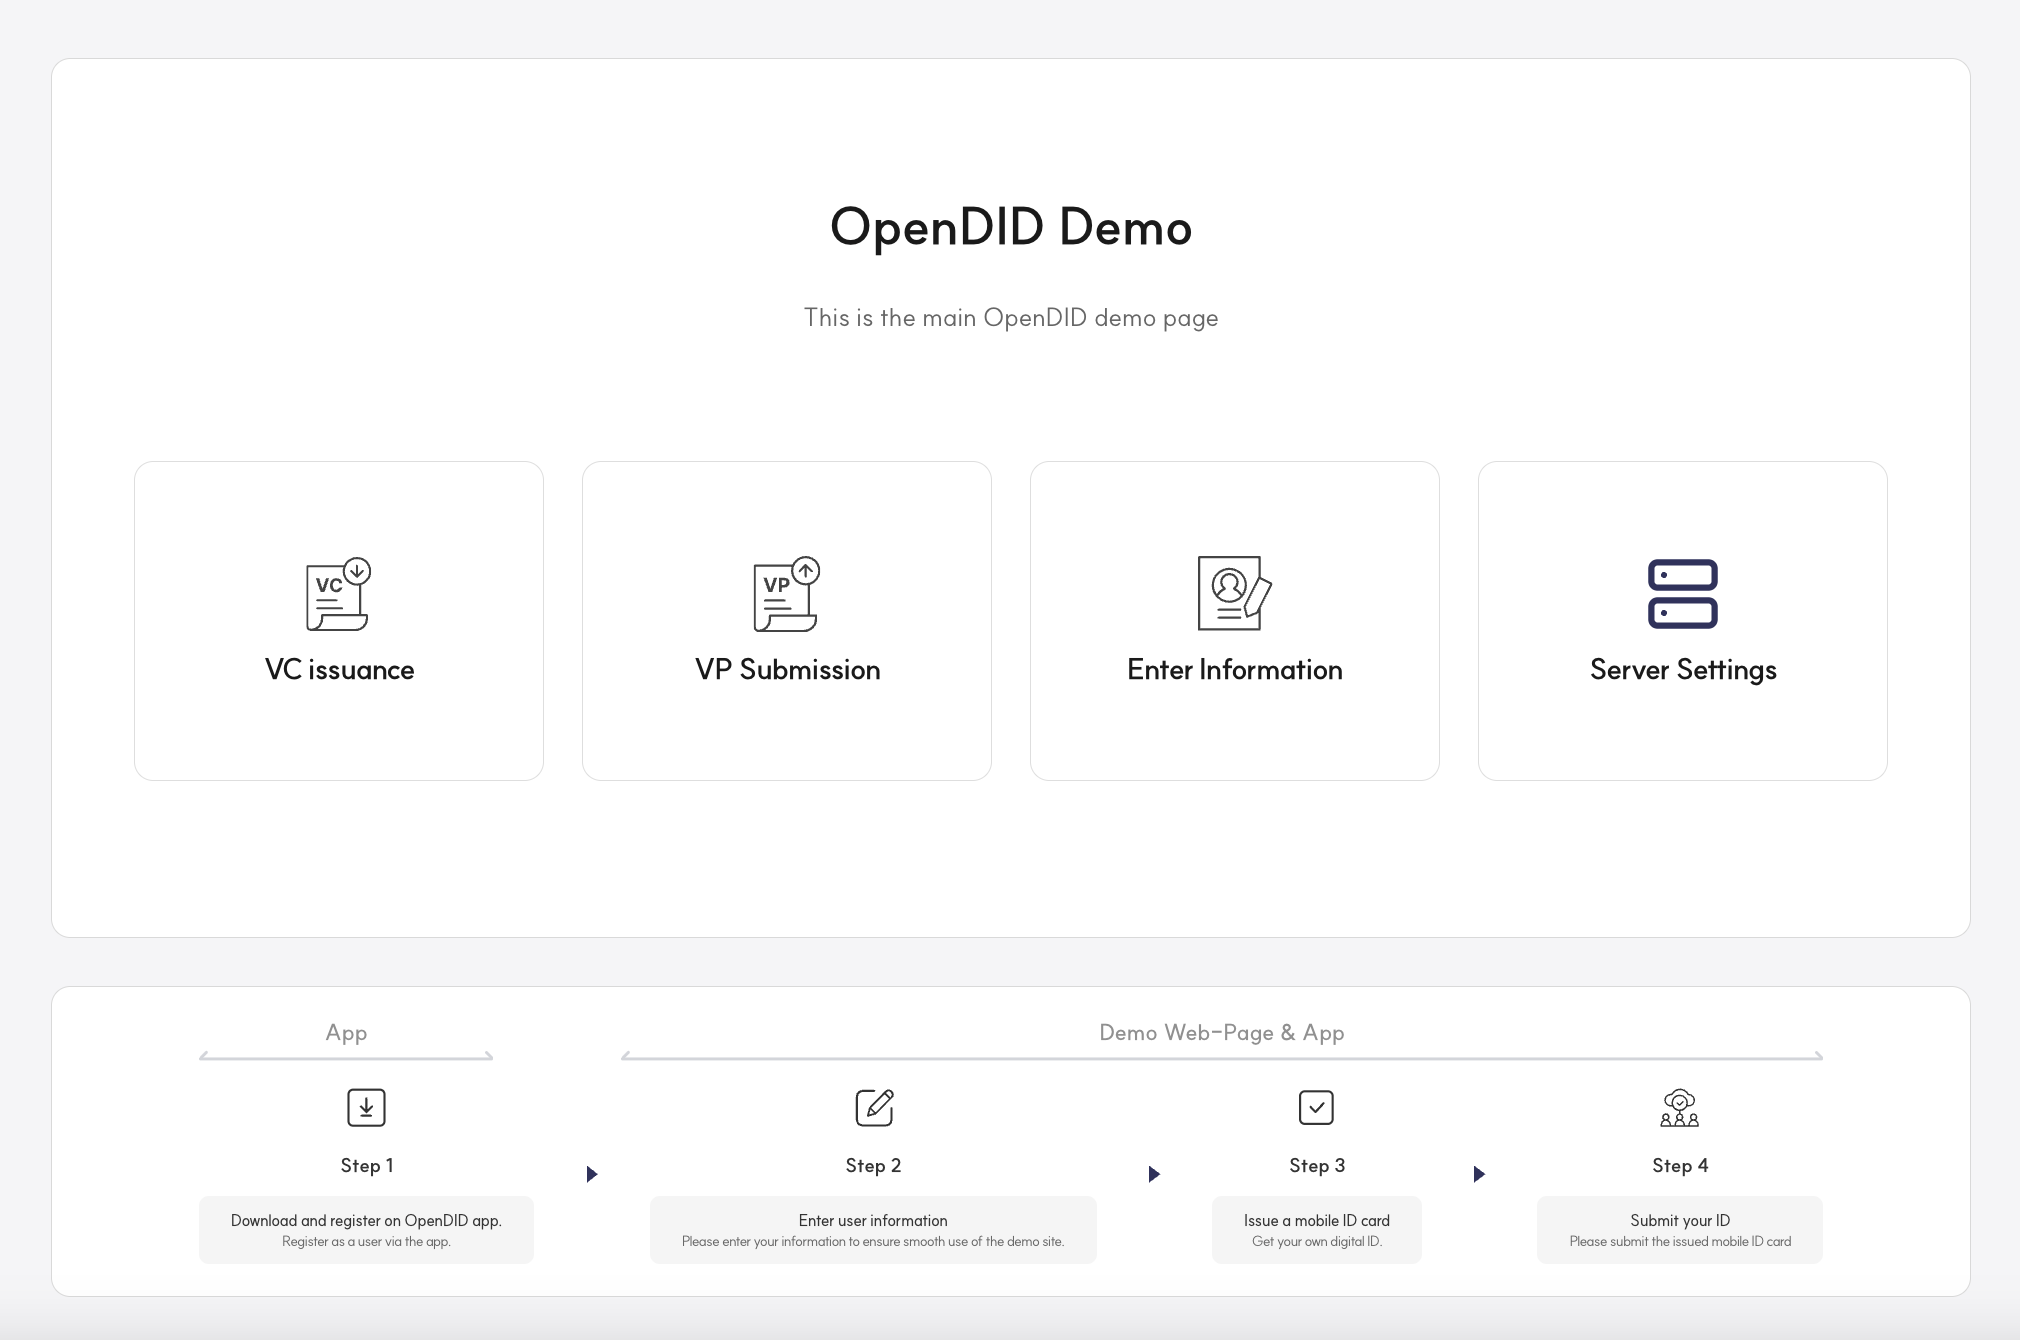 OpenDID Demo
This is the main OpenDID demo page
VC
VC issuance
VP
VP Submission
Enter Information
Server Settings
App
Demo Web-Page & App
Step 1
Download and register on OpenDID app.
Register as a user via the app.
Step 2
Enter user information
Please enter your information to ensure smooth use of the demo site.
Step 3
Issue a mobile ID card
Get your own digital ID.
Step 4
Submit your ID
Please submit the issued mobile ID card